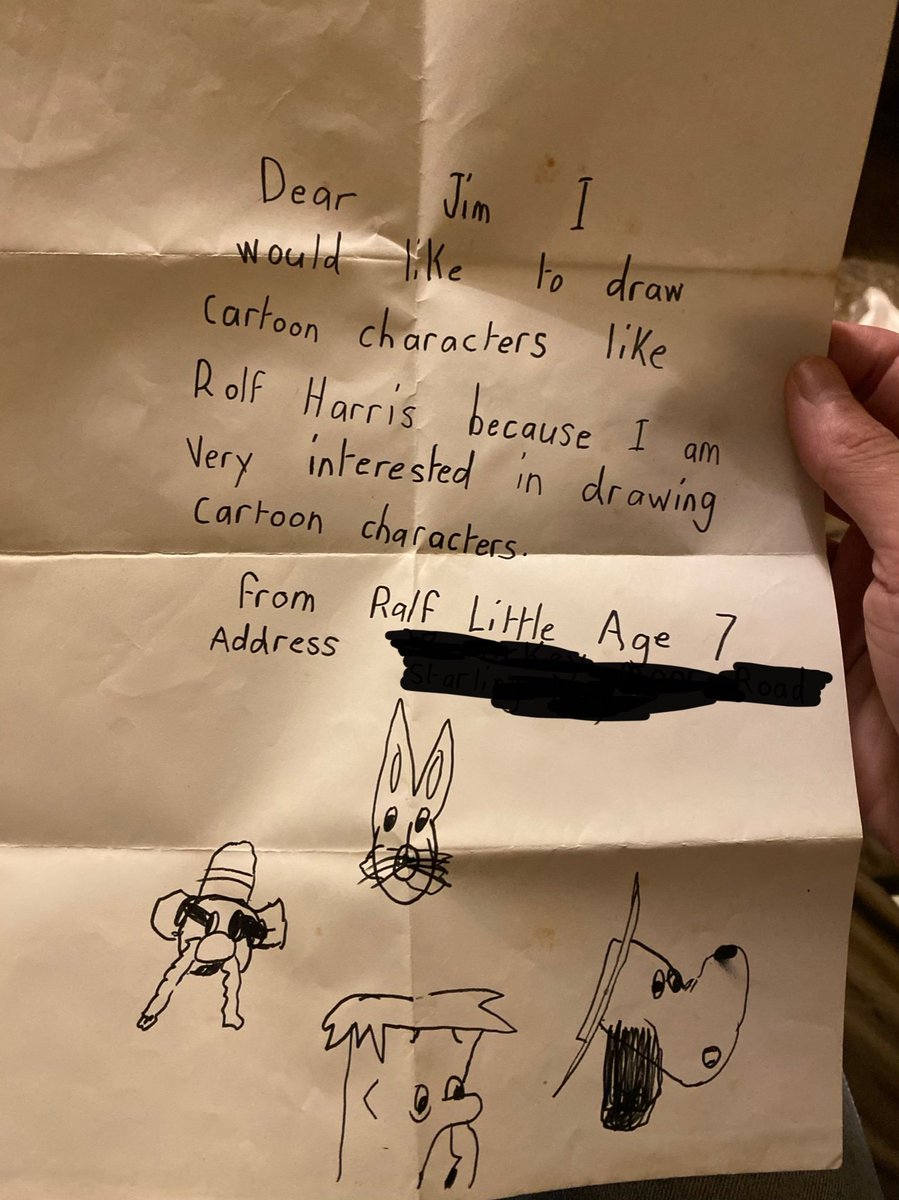 Dear Jim I
would like to draw
Cartoon characters like
Rolf Harris because I am
Very interested in drawing
Cartoon characters.
From Ralf Little Age 7
Address
Road